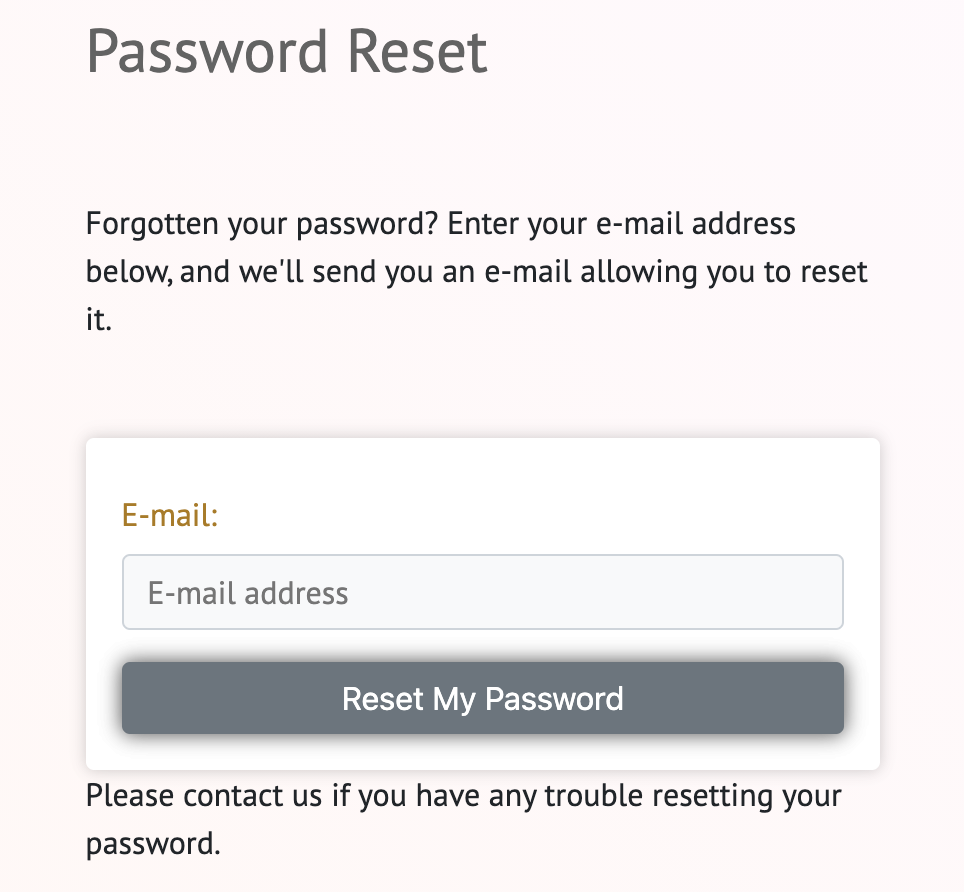 Password Reset
Forgotten your password? Enter your e-mail address
below, and we'll send you an e-mail allowing you to reset
it.
E-mail:
E-mail address
Reset My Password
Please contact us if you have any trouble resetting your
password.